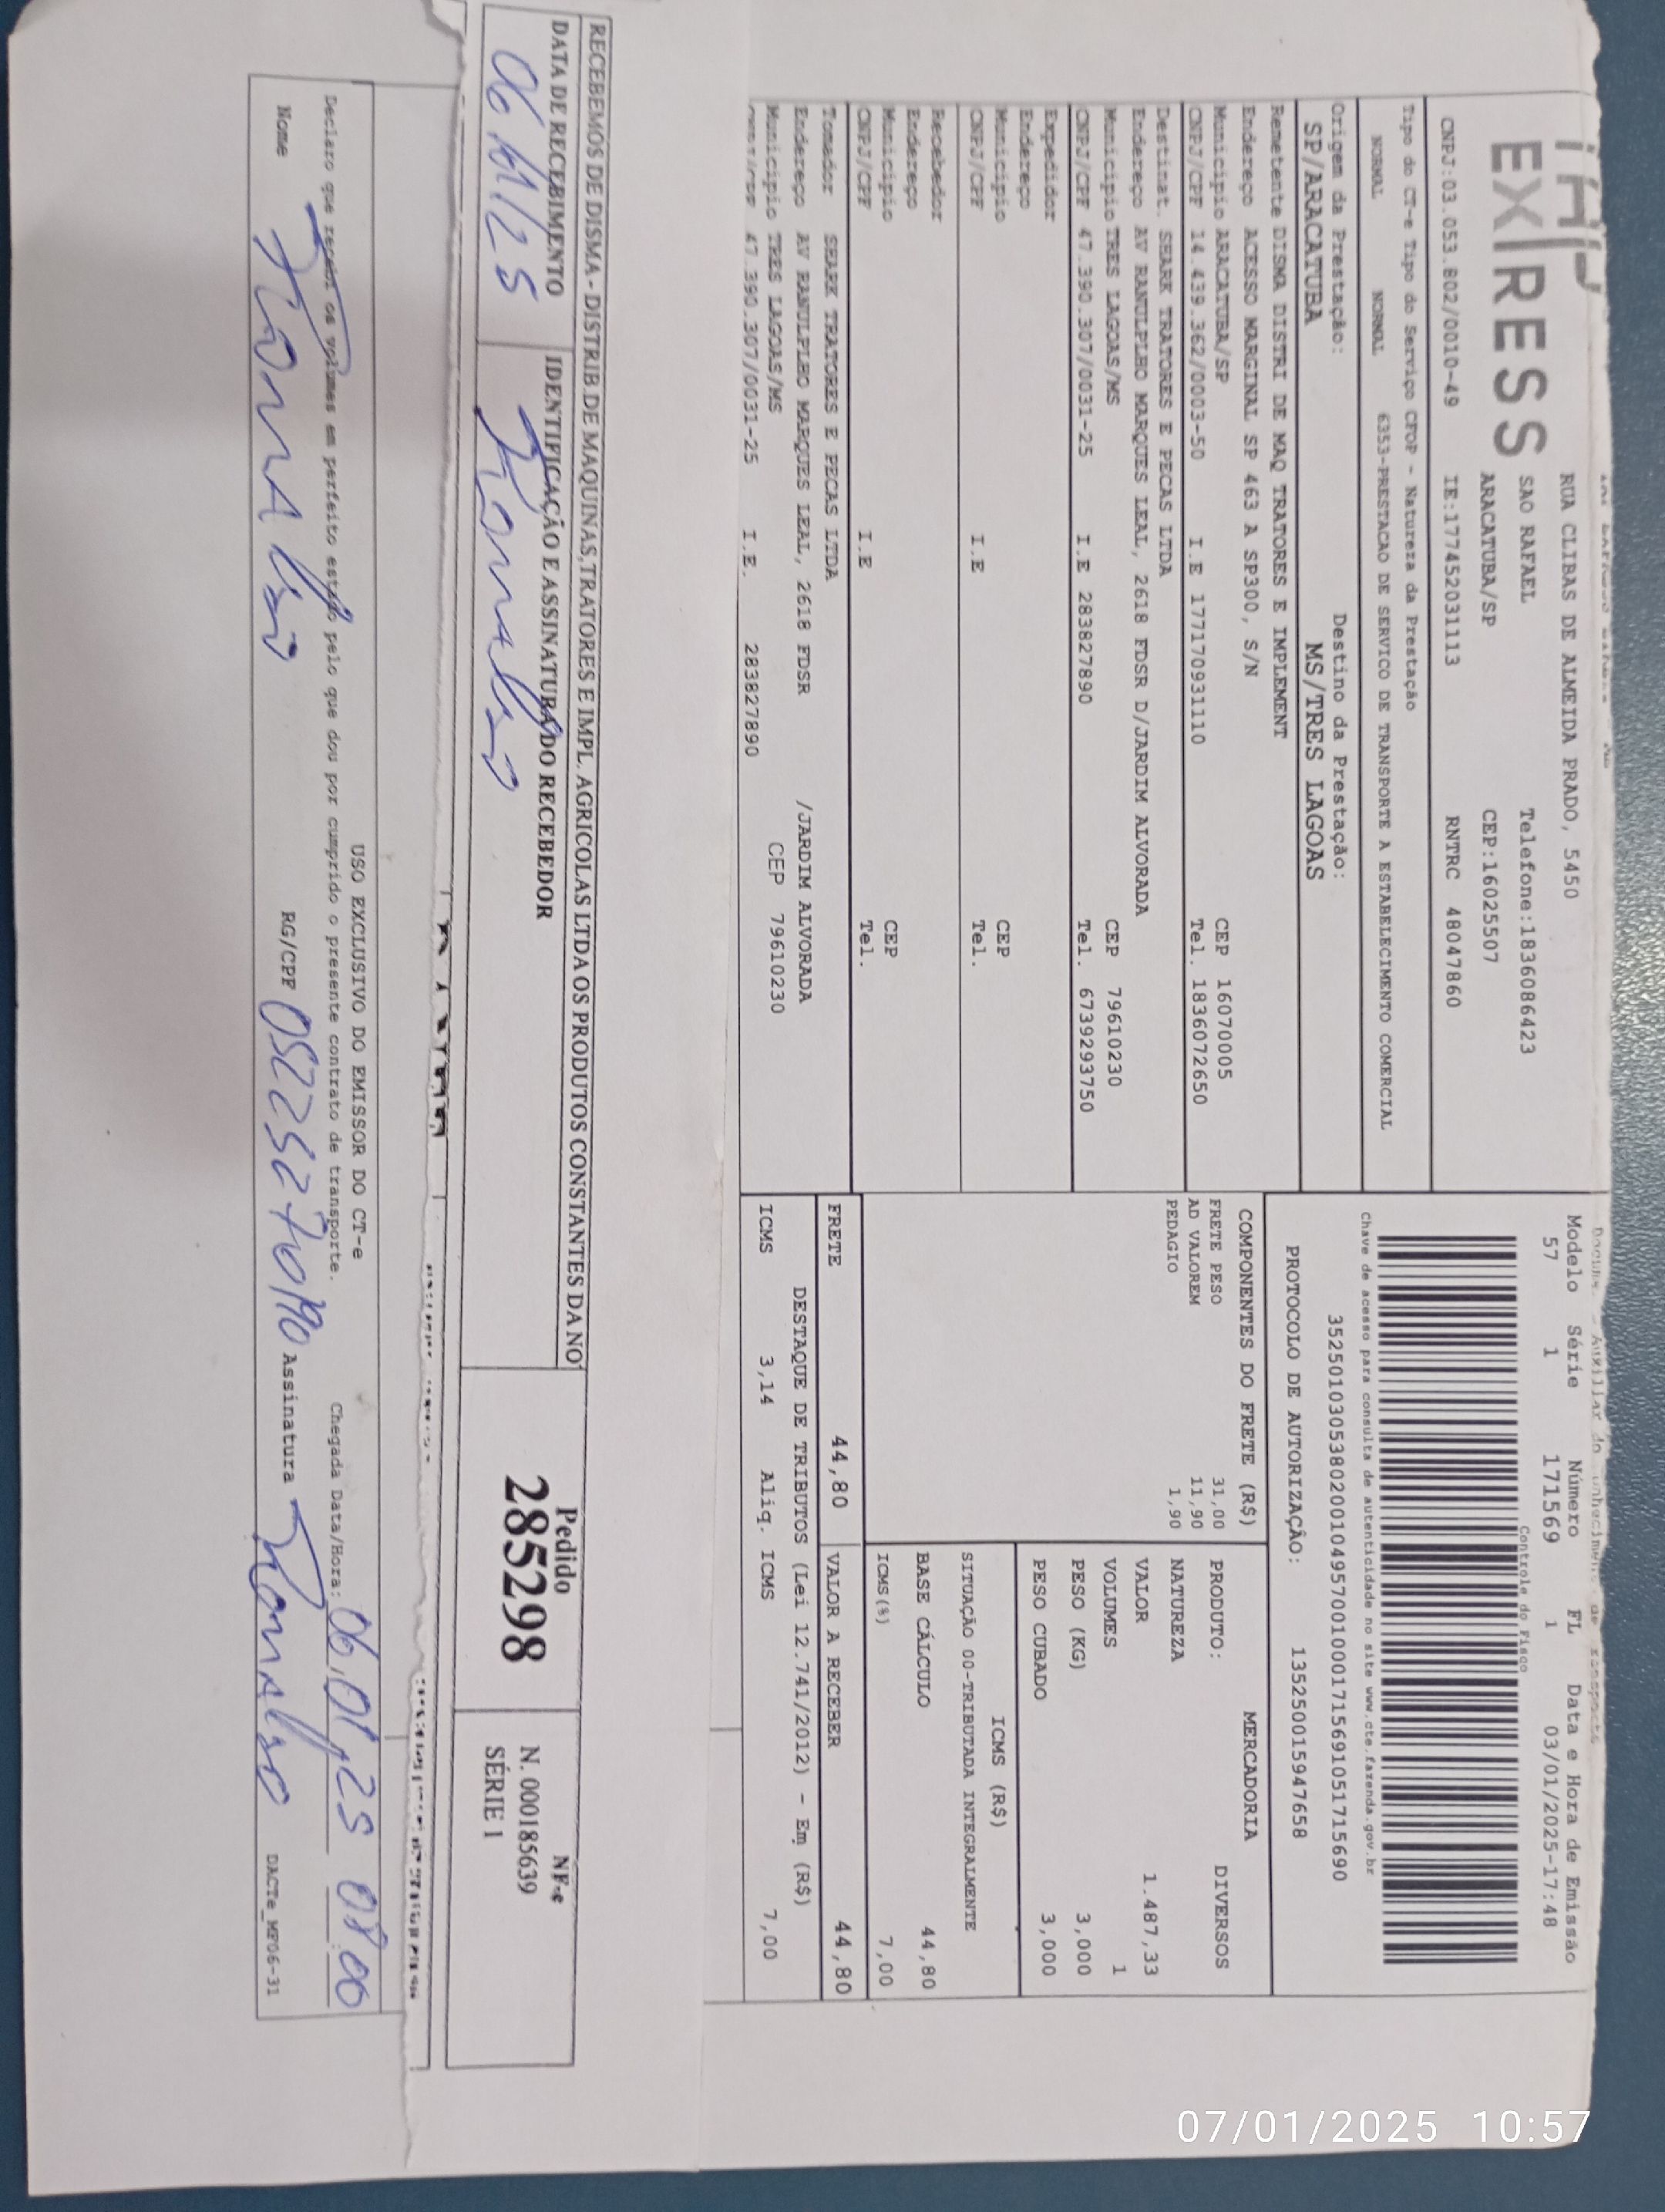 EXPRESS
RUA CLIBAS DE ALMEIDA PRADO, 5450
SAO RAFAEL Telefone:1836086423
ARACATUBA/SP CEP:16025507
CNPJ:03.053.802/0010-49 IE:177452031113 RNTRC 48047860
Modelo Série Número FL Data e Hora de Emissão
57 1 171569 1 03/01/2025-17:48
Controle do Fisco
Chave de acesso para consulta de autenticidade no site www.cte.fazenda.gov.br
35250103053802001049570010001715691051715690
PROTOCOLO DE AUTORIZAÇÃO: 135250015947658
Tipo do CT-e Tipo do Serviço CFOP - Natureza da Prestação
NORMAL NORMAL 6353-PRESTACAO DE SERVICO DE TRANSPORTE A ESTABELECIMENTO COMERCIAL
Origem da Prestação: Destino da Prestação:
SP/ARACATUBA MS/TRES LAGOAS
Remetente DISMA DISTRI DE MAQ TRATORES E IMPLEMENT
Endereço ACESSO MARGINAL SP 463 A SP300, S/N
Municipio ARACATUBA/SP CEP 16070005
CNPJ/CPF 14.439.362/0003-50 I.E 177170931110 Tel. 1836072650
Destinat. SEARK TRATORES E PECAS LTDA
Endereço AV RANULPLHO MARQUES LEAL, 2618 FDSR D/JARDIM ALVORADA
Municipio TRES LAGOAS/MS CEP 79610230
CNPJ/CPF 47.390.307/0031-25 I.E 283827890 Tel. 6739293750
Expedidor
Endereço
Municipio CEP
CNPJ/CPF I.E Tel.
Recebedor
Endereço
Municipio CEP
CNPJ/CPF I.E Tel.
Tomador SEARK TRATORES E PECAS LTDA
Endereço AV RANULPLHO MARQUES LEAL, 2618 FDSR /JARDIM ALVORADA
Municipio TRES LAGOAS/MS CEP 79610230
47.390.307/0031-25 I.E. 283827890
COMPONENTES DO FRETE (R$)
FRETE PESO 31,00
AD VALOREM 11,90
PEDAGIO 1,90
MERCADORIA
PRODUTO: DIVERSOS
NATUREZA
VALOR 1.487,33
VOLUMES 1
PESO (KG) 3,000
PESO CUBADO 3,000
ICMS (R$)
SITUAÇÃO 00-TRIBUTADA INTEGRALMENTE
BASE CÁLCULO 44,80
ICMS(%) 7,00
FRETE 44,80 VALOR A RECEBER 44,80
DESTAQUE DE TRIBUTOS (Lei 12.741/2012) - Em (R$)
ICMS 3,14 Aliq. ICMS 7,00
RECEBEMOS DE DISMA - DISTRIB.DE MAQUINAS,TRATORES E IMPL. AGRICOLAS LTDA OS PRODUTOS CONSTANTES DA NO
DATA DE RECEBIMENTO IDENTIFICAÇÃO E ASSINATURA DO RECEBEDOR
06/01/25 Ronaldo
Pedido
285298
NF-e
N. 000185639
SÉRIE 1
USO EXCLUSIVO DO EMISSOR DO CT-e
Declaro que recebi os volumes em perfeito estado pelo que dou por cumprido o presente contrato de transporte. Chegada Data/Hora: 06/01/25 08:00
Nome Ronaldo RG/CPF Assinatura Ronaldo DACTe_MP06-31
07/01/2025 10:57